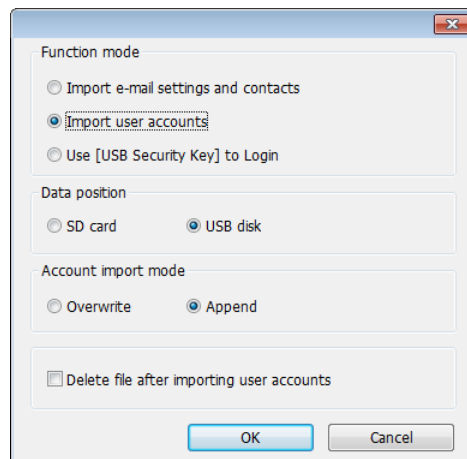 Function mode
Import e-mail settings and contacts
Import user accounts
Use [USB Security Key] to Login
Data position
SD card USB disk
Account import mode
Overwrite Append
Delete file after importing user accounts
OK Cancel